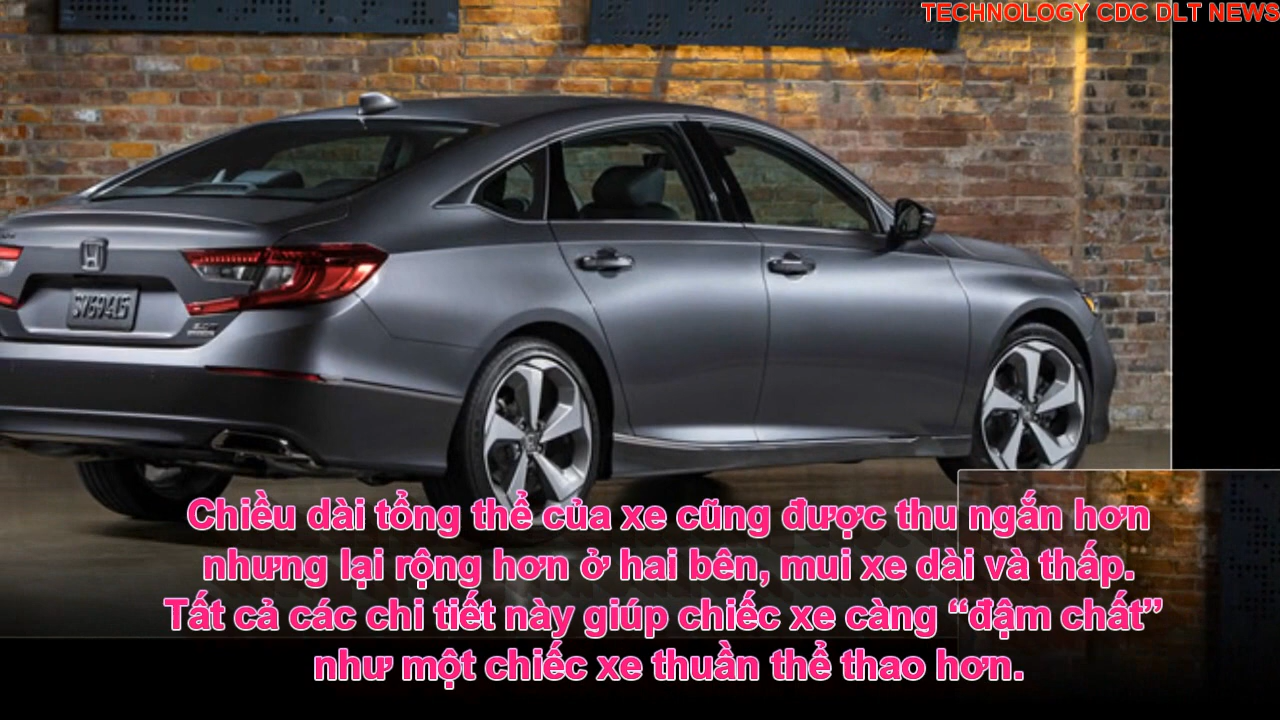 TECHNOLOGY CDC DLT NEWS
Chiều dài tổng thể của xe cũng được thu ngắn hơn
nhưng lại rộng hơn ở hai bên, mui xe dài và thấp.
Tất cả các chi tiết này giúp chiếc xe càng “đậm chất”
như một chiếc xe thuần thể thao hơn.